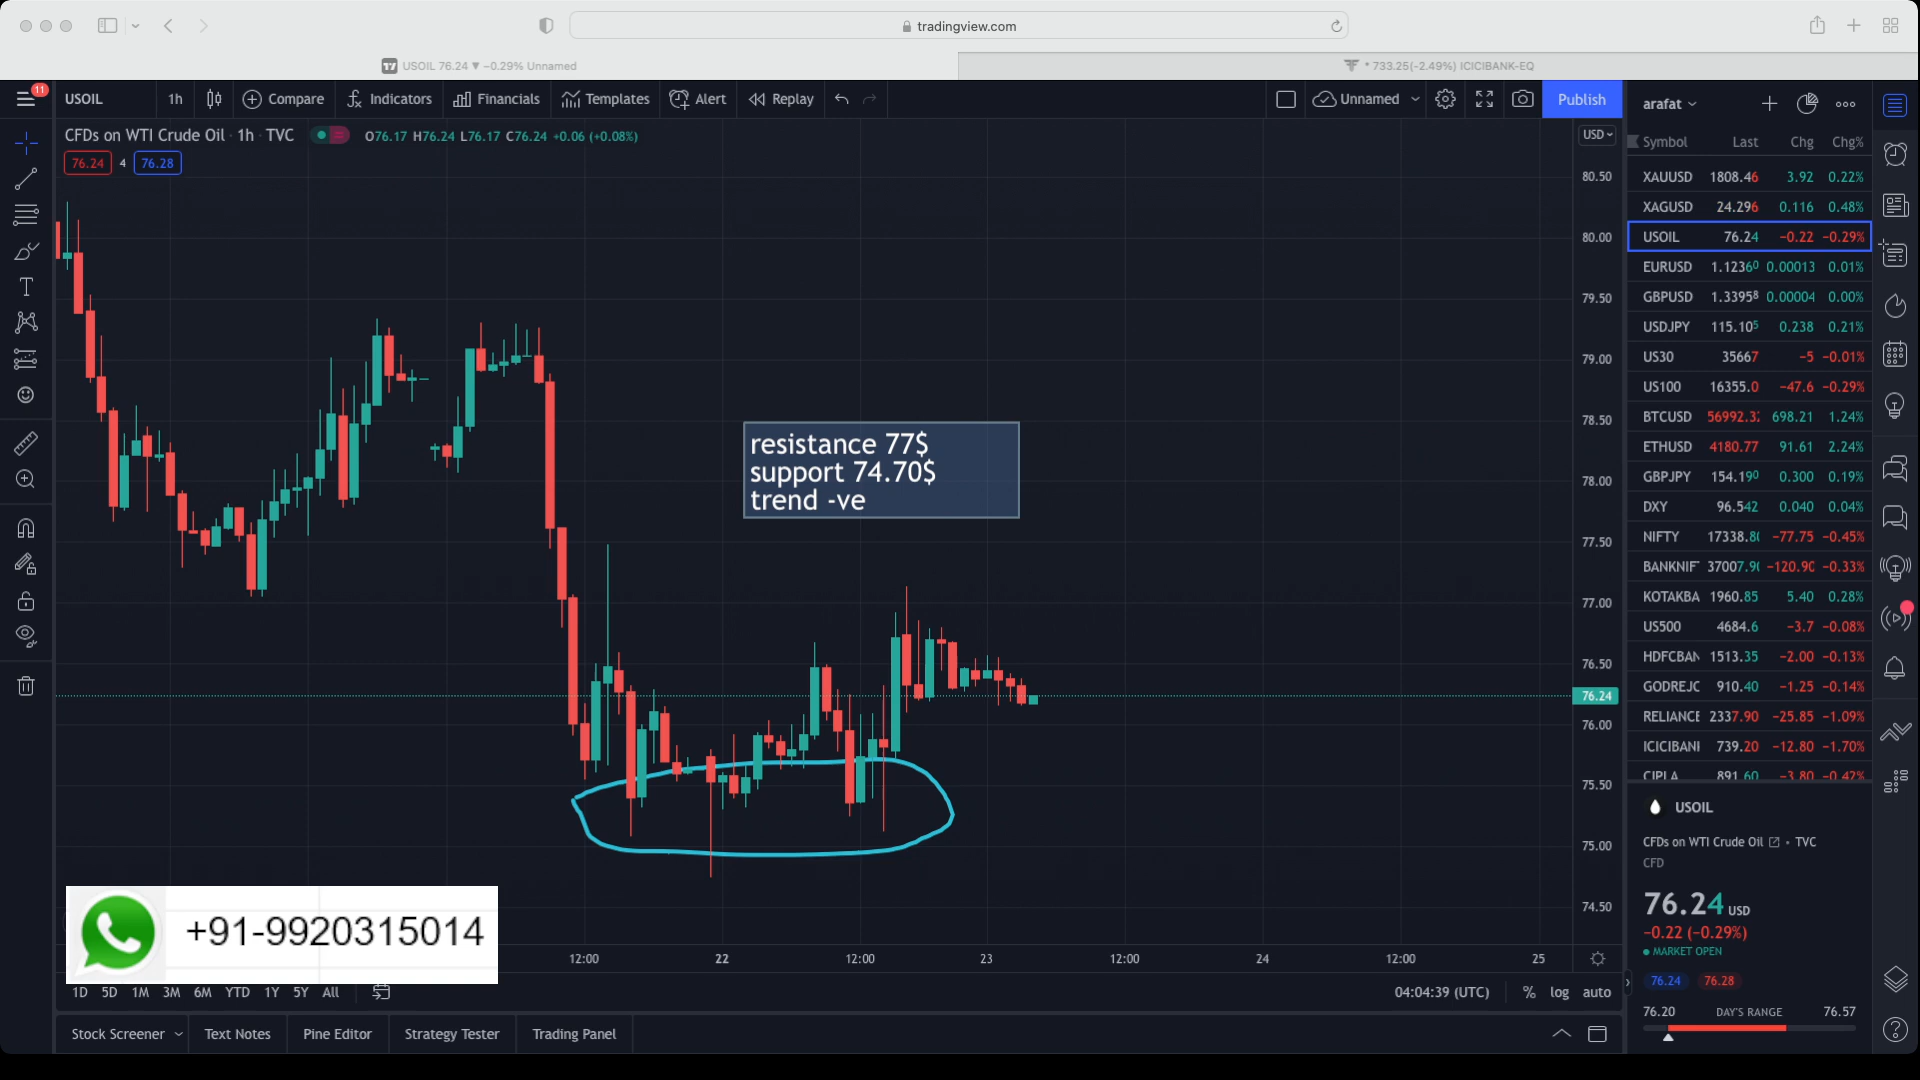 tradingview.com
USOIL 76.24 ▼ −0.29% Unnamed
* 733.25(-2.49%) ICICIBANK-EQ
11
USOIL 1h Compare Indicators Financials Templates Alert Replay Unnamed Publish
arafat
CFDs on WTI Crude Oil · 1h · TVC O76.17 H76.24 L76.17 C76.24 +0.06 (+0.08%)
76.24 4 76.28
USD
80.50
80.00
79.50
79.00
78.50
78.00
77.50
77.00
76.50
76.24
76.00
75.50
75.00
74.50
resistance 77$
support 74.70$
trend -ve
+91-9920315014
12:00 22 12:00 23 12:00 24 12:00 25
1D 5D 1M 3M 6M YTD 1Y 5Y All
04:04:39 (UTC) % log auto
Stock Screener Text Notes Pine Editor Strategy Tester Trading Panel
Symbol Last Chg Chg%
XAUUSD 1808.46 3.92 0.22%
XAGUSD 24.296 0.116 0.48%
USOIL 76.24 −0.22 −0.29%
EURUSD 1.12360 0.00013 0.01%
GBPUSD 1.33958 0.00004 0.00%
USDJPY 115.105 0.238 0.21%
US30 35667 −5 −0.01%
US100 16355.0 −47.6 −0.29%
BTCUSD 56992.3 698.21 1.24%
ETHUSD 4180.77 91.61 2.24%
GBPJPY 154.190 0.300 0.19%
DXY 96.542 0.040 0.04%
NIFTY 17338.8 −77.75 −0.45%
BANKNIF 37007.9 −120.9 −0.33%
KOTAKBA 1960.85 5.40 0.28%
US500 4684.6 −3.7 −0.08%
HDFCBAN 1513.35 −2.00 −0.13%
GODREJC 910.40 −1.25 −0.14%
RELIANCE 2337.90 −25.85 −1.09%
ICICIBANI 739.20 −12.80 −1.70%
CIPLA 891.60 −3.80 −0.42%
USOIL
CFDs on WTI Crude Oil • TVC
CFD
76.24 USD
−0.22 (−0.29%)
MARKET OPEN
76.24 76.28
76.20 DAY'S RANGE 76.57